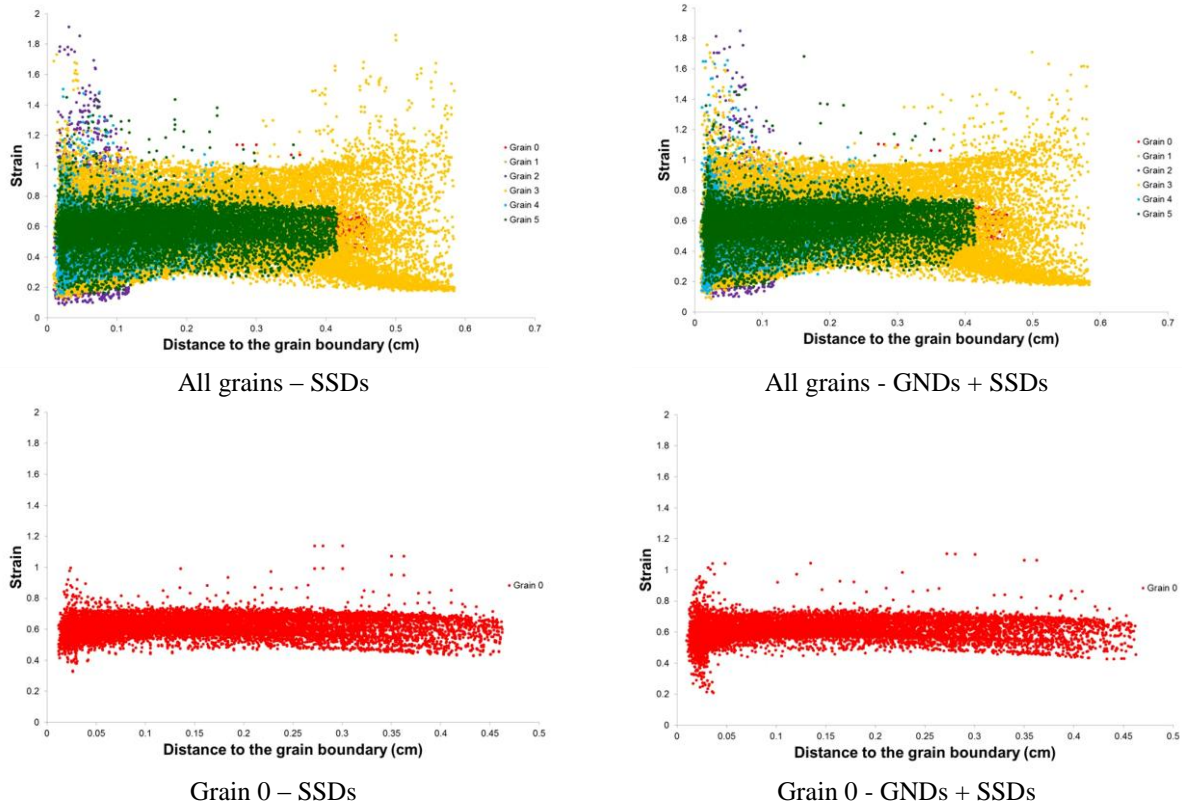 2
1.8
1.6
1.4
1.2
1
0.8
0.6
0.4
0.2
0
Strain
0 0.1 0.2 0.3 0.4 0.5 0.6 0.7
Distance to the grain boundary (cm)
Grain 0
Grain 1
Grain 2
Grain 3
Grain 4
Grain 5
All grains – SSDs
2
1.8
1.6
1.4
1.2
1
0.8
0.6
0.4
0.2
0
Strain
0 0.1 0.2 0.3 0.4 0.5 0.6 0.7
Distance to the grain boundary (cm)
Grain 0
Grain 1
Grain 2
Grain 3
Grain 4
Grain 5
All grains - GNDs + SSDs
2
1.8
1.6
1.4
1.2
1
0.8
0.6
0.4
0.2
0
Strain
0 0.05 0.1 0.15 0.2 0.25 0.3 0.35 0.4 0.45 0.5
Distance to the grain boundary (cm)
Grain 0
Grain 0 – SSDs
2
1.8
1.6
1.4
1.2
1
0.8
0.6
0.4
0.2
0
Strain
0 0.05 0.1 0.15 0.2 0.25 0.3 0.35 0.4 0.45 0.5
Distance to the grain boundary (cm)
Grain 0
Grain 0 - GNDs + SSDs